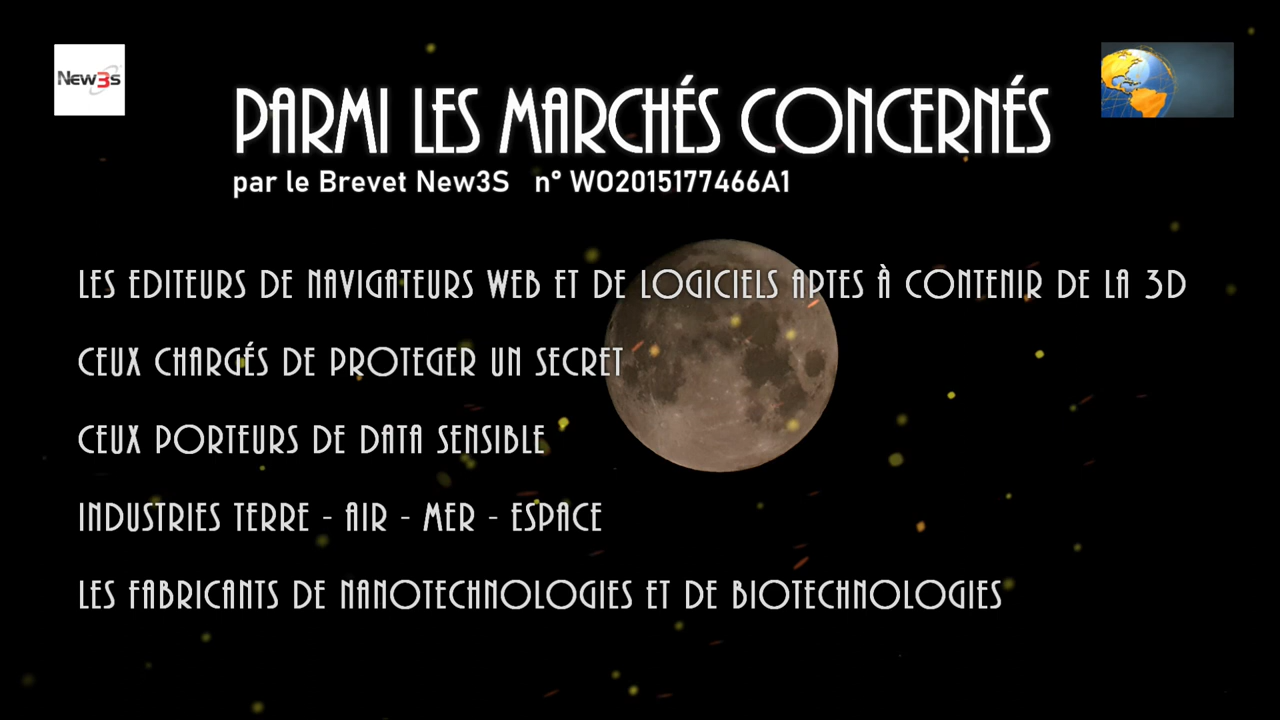 New3s
PARMI LES MARCHÉS CONCERNÉS
par le Brevet New3S n° WO2015177466A1
LES EDITEURS DE NAVIGATEURS WEB ET DE LOGICIELS APTES À CONTENIR DE LA 3D
CEUX CHARGÉS DE PROTEGER UN SECRET
CEUX PORTEURS DE DATA SENSIBLE
INDUSTRIES TERRE - AIR - MER - ESPACE
LES FABRICANTS DE NANOTECHNOLOGIES ET DE BIOTECHNOLOGIES